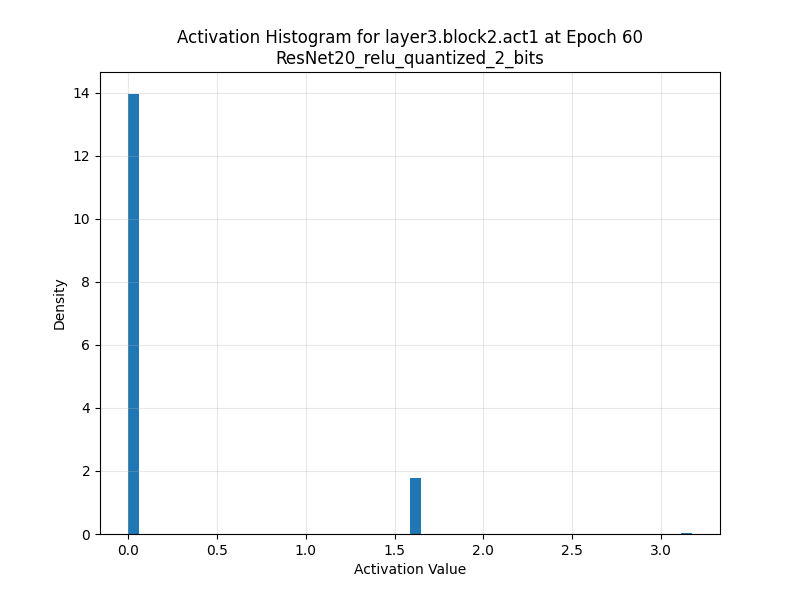 Activation Histogram for layer3.block2.act1 at Epoch 60
ResNet20_relu_quantized_2_bits
14
12
10
8
6
4
2
0
Density
0.0 0.5 1.0 1.5 2.0 2.5 3.0
Activation Value